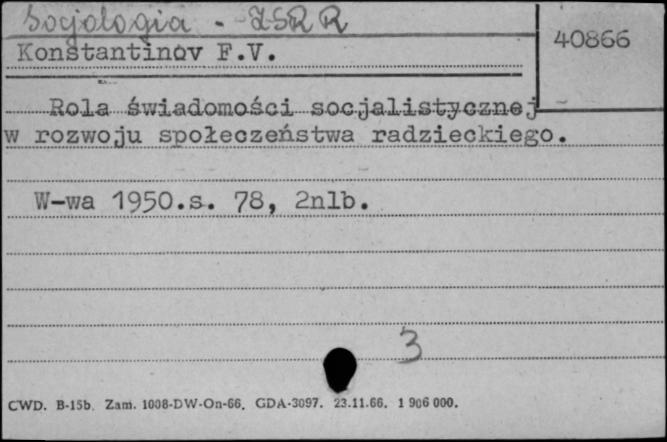 Socjologia - ZSRR
Konstantinov F.V.
40866
Rola świadomości socjalistycznej
w rozwoju społeczeństwa radzieckiego.
W-wa 1950.s. 78, 2nlb.
3
CWD. B-15b. Zam. 1008-DW-On-66. GDA-3097. 23.11.66. 1 906 000.